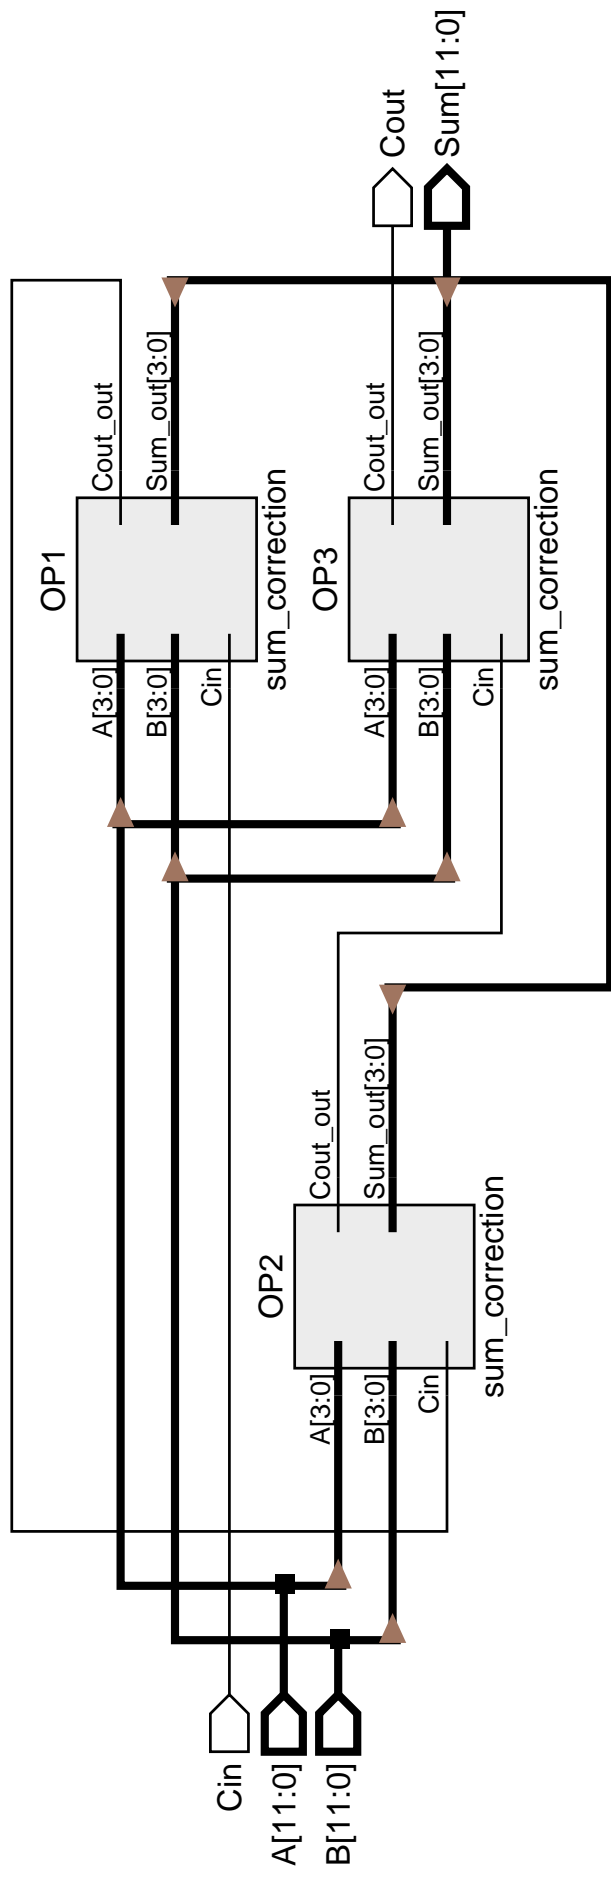 Cin
A[11:0]
B[11:0]
OP1
A[3:0]
B[3:0]
Cin
Cout_out
Sum_out[3:0]
sum_correction
OP2
A[3:0]
B[3:0]
Cin
Cout_out
Sum_out[3:0]
sum_correction
OP3
A[3:0]
B[3:0]
Cin
Cout_out
Sum_out[3:0]
sum_correction
Cout
Sum[11:0]